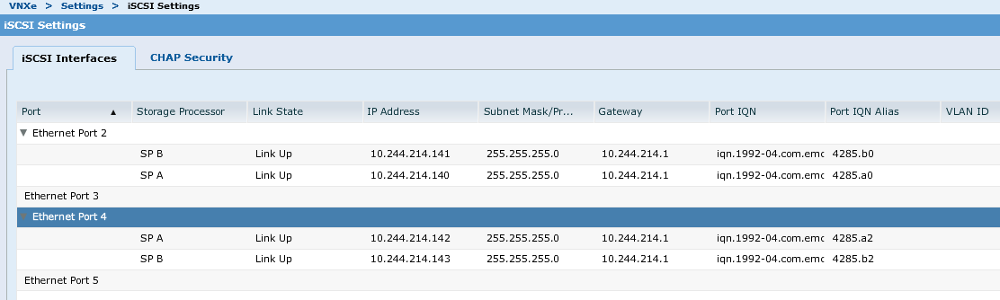 VNXe > Settings > iSCSI Settings
iSCSI Settings
iSCSI Interfaces CHAP Security
Port ▲ Storage Processor Link State IP Address Subnet Mask/Pr... Gateway Port IQN Port IQN Alias VLAN ID
▼ Ethernet Port 2
SP B Link Up 10.244.214.141 255.255.255.0 10.244.214.1 iqn.1992-04.com.emc 4285.b0
SP A Link Up 10.244.214.140 255.255.255.0 10.244.214.1 iqn.1992-04.com.emc 4285.a0
Ethernet Port 3
Ethernet Port 4
SP A Link Up 10.244.214.142 255.255.255.0 10.244.214.1 iqn.1992-04.com.emc 4285.a2
SP B Link Up 10.244.214.143 255.255.255.0 10.244.214.1 iqn.1992-04.com.emc 4285.b2
Ethernet Port 5